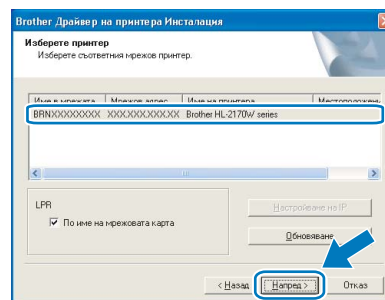 Brother Драйвер на принтера Инсталация
Изберете принтер
Изберете съответния мрежов принтер.
Име в мрежата Мрежов адрес Име на принтера Местоположени
BRNXXXXXXXXX XXX.XXX.XXX.XX Brother HL-2170W series
LPR
По име на мрежовата карта
Настройване на IP
Обновяване
< Назад Напред > Отказ